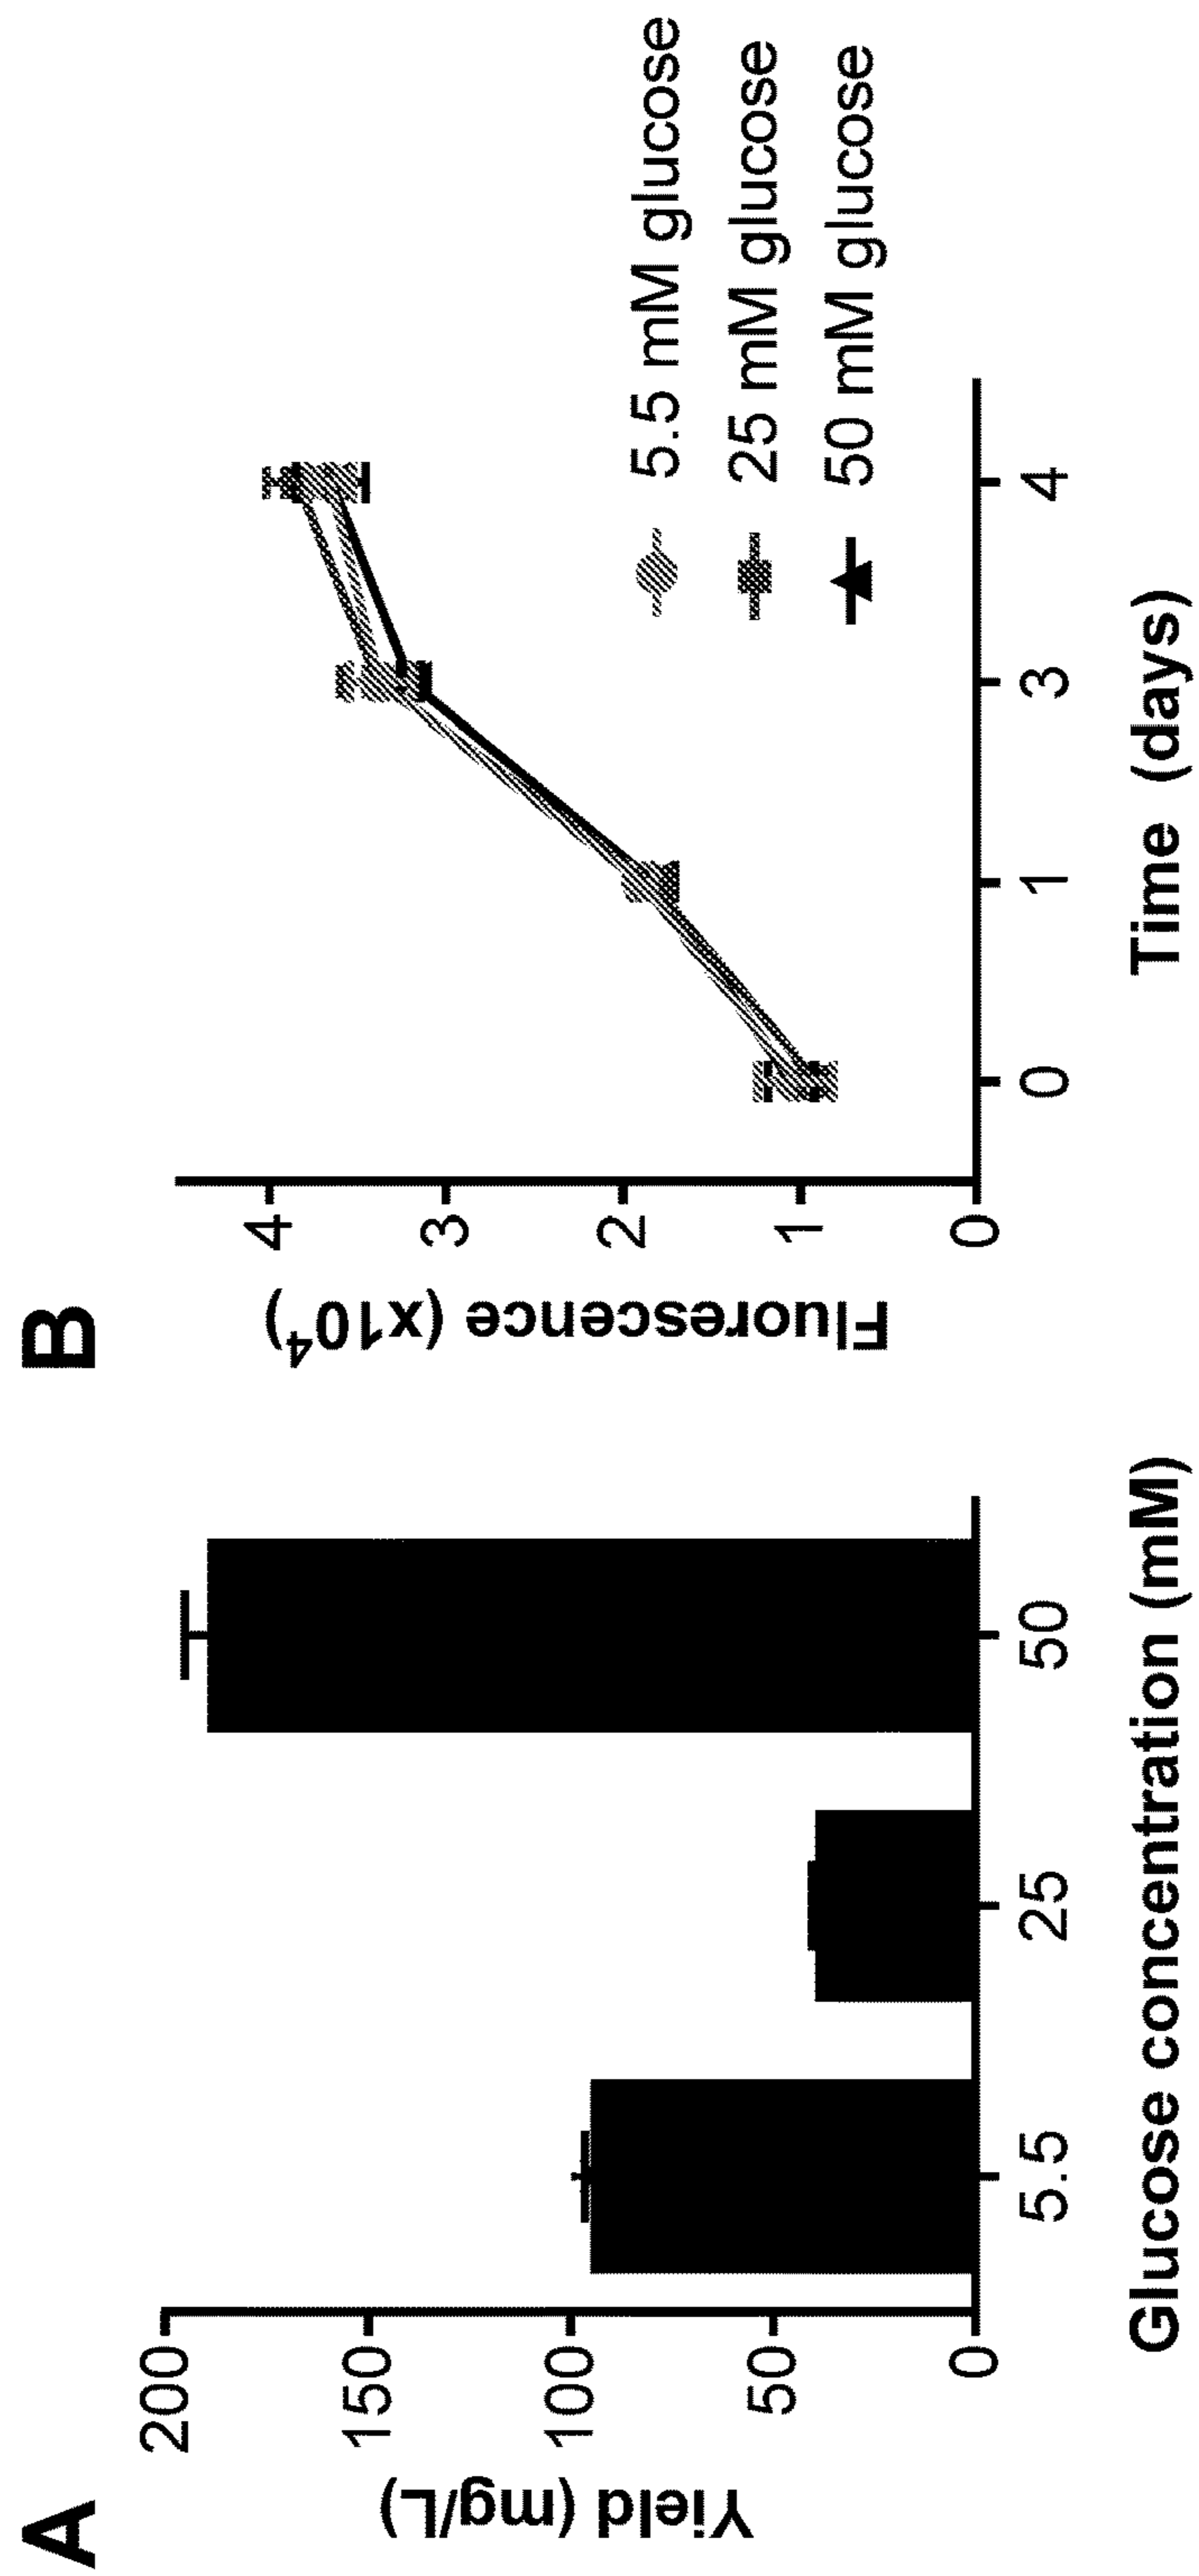 A
Yield (mg/L)
200
150
100
50
0
5.5
25
50
Glucose concentration (mM)
B
Fluorescence (x10⁴)
4
3
2
1
0
0
1
3
4
Time (days)
5.5 mM glucose
25 mM glucose
50 mM glucose